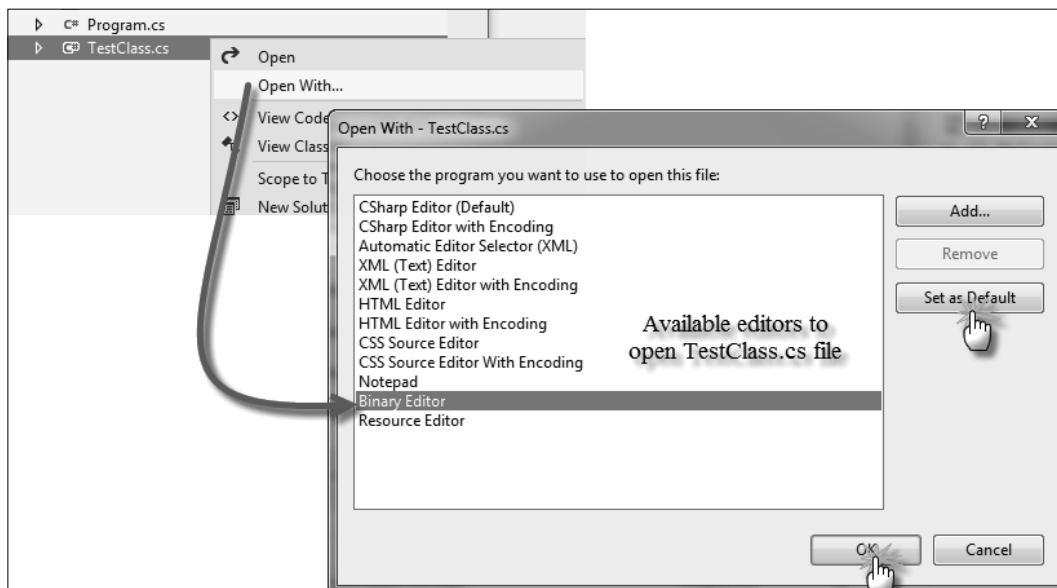 C# Program.cs
TestClass.cs
Open
Open With...
View Code
View Class
Scope to T
New Solut
Open With - TestClass.cs
?
X
Choose the program you want to use to open this file:
CSharp Editor (Default)
CSharp Editor with Encoding
Automatic Editor Selector (XML)
XML (Text) Editor
XML (Text) Editor with Encoding
HTML Editor
HTML Editor with Encoding
CSS Source Editor
CSS Source Editor With Encoding
Notepad
Binary Editor
Resource Editor
Available editors to
open TestClass.cs file
Add...
Remove
Set as Default
OK
Cancel